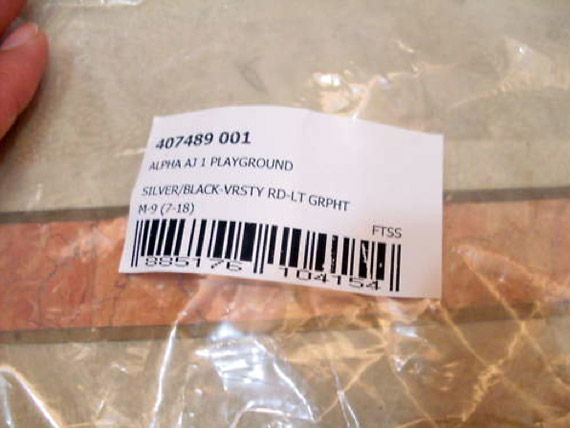 407489 001
ALPHA AJ 1 PLAYGROUND
SILVER/BLACK-VRSTY RD-LT GRPHT
M-9 (7-18)
FTSS
885176 104154